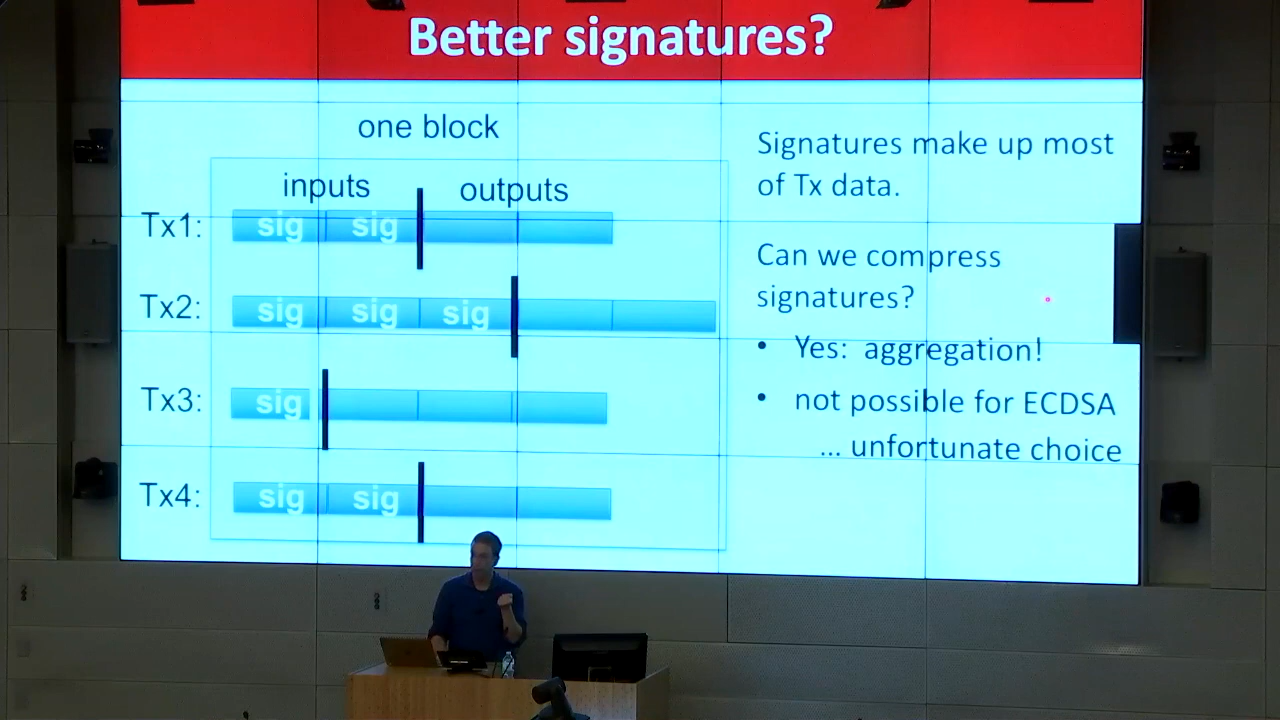 Better signatures?
one block
inputs outputs
Tx1: sig sig
Tx2: sig sig sig
Tx3: sig
Tx4: sig sig
Signatures make up most
of Tx data.
Can we compress
signatures?
• Yes: aggregation!
• not possible for ECDSA
... unfortunate choice